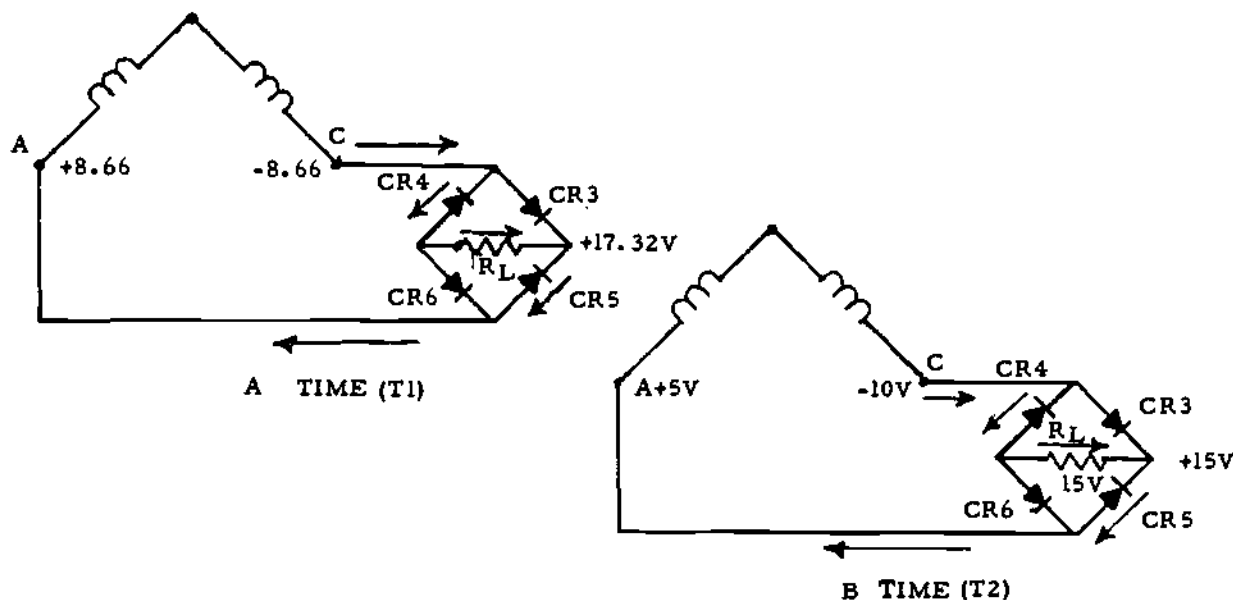 A
+8.66
-8.66
C
CR4
CR3
+17.32V
RL
CR6
CR5
A TIME (T1)
A+5V
-10V
C
CR4
CR3
RL
+15V
15V
CR6
CR5
B TIME (T2)